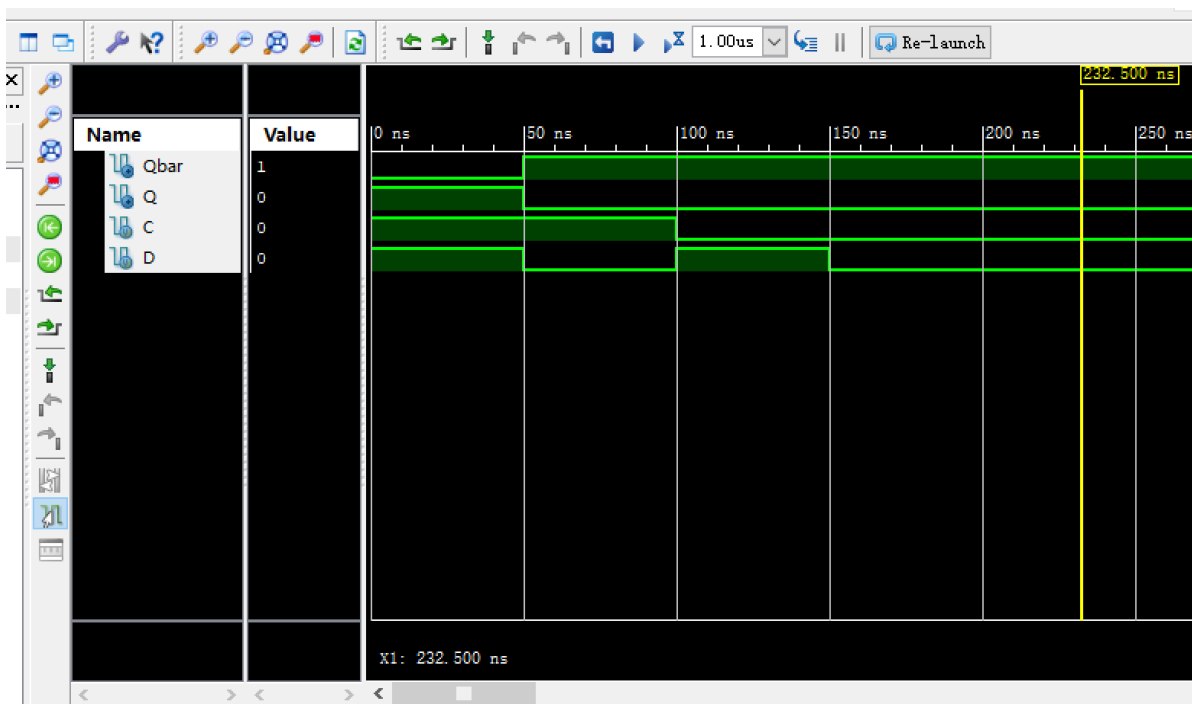 1.00us
Re-launch
232.500 ns
Name Value
0 ns 50 ns 100 ns 150 ns 200 ns 250 ns
Qbar 1
Q 0
C 0
D 0
X1: 232.500 ns